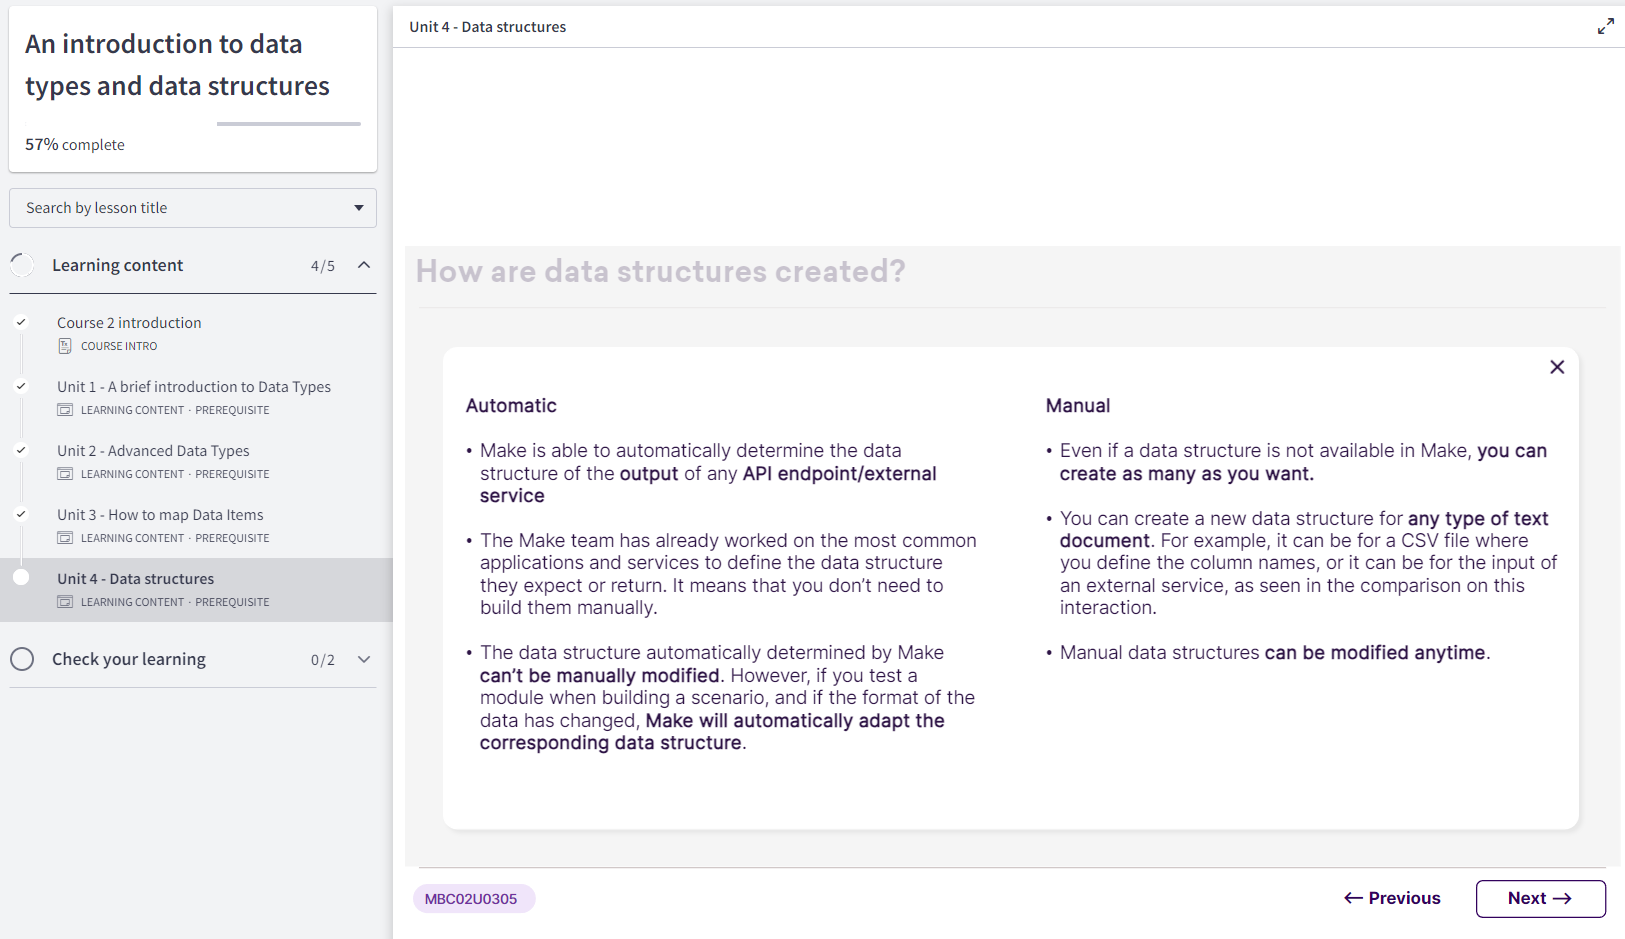 An introduction to data
types and data structures
57% complete
Search by lesson title
Learning content 4/5
Course 2 introduction
COURSE INTRO
Unit 1 - A brief introduction to Data Types
LEARNING CONTENT · PREREQUISITE
Unit 2 - Advanced Data Types
LEARNING CONTENT · PREREQUISITE
Unit 3 - How to map Data Items
LEARNING CONTENT · PREREQUISITE
Unit 4 - Data structures
LEARNING CONTENT · PREREQUISITE
Check your learning 0/2
Unit 4 - Data structures
How are data structures created?
Automatic
• Make is able to automatically determine the data
structure of the output of any API endpoint/external
service
• The Make team has already worked on the most common
applications and services to define the data structure
they expect or return. It means that you don’t need to
build them manually.
• The data structure automatically determined by Make
can’t be manually modified. However, if you test a
module when building a scenario, and if the format of the
data has changed, Make will automatically adapt the
corresponding data structure.
Manual
• Even if a data structure is not available in Make, you can
create as many as you want.
• You can create a new data structure for any type of text
document. For example, it can be for a CSV file where
you define the column names, or it can be for the input of
an external service, as seen in the comparison on this
interaction.
• Manual data structures can be modified anytime.
MBC02U0305
← Previous
Next →